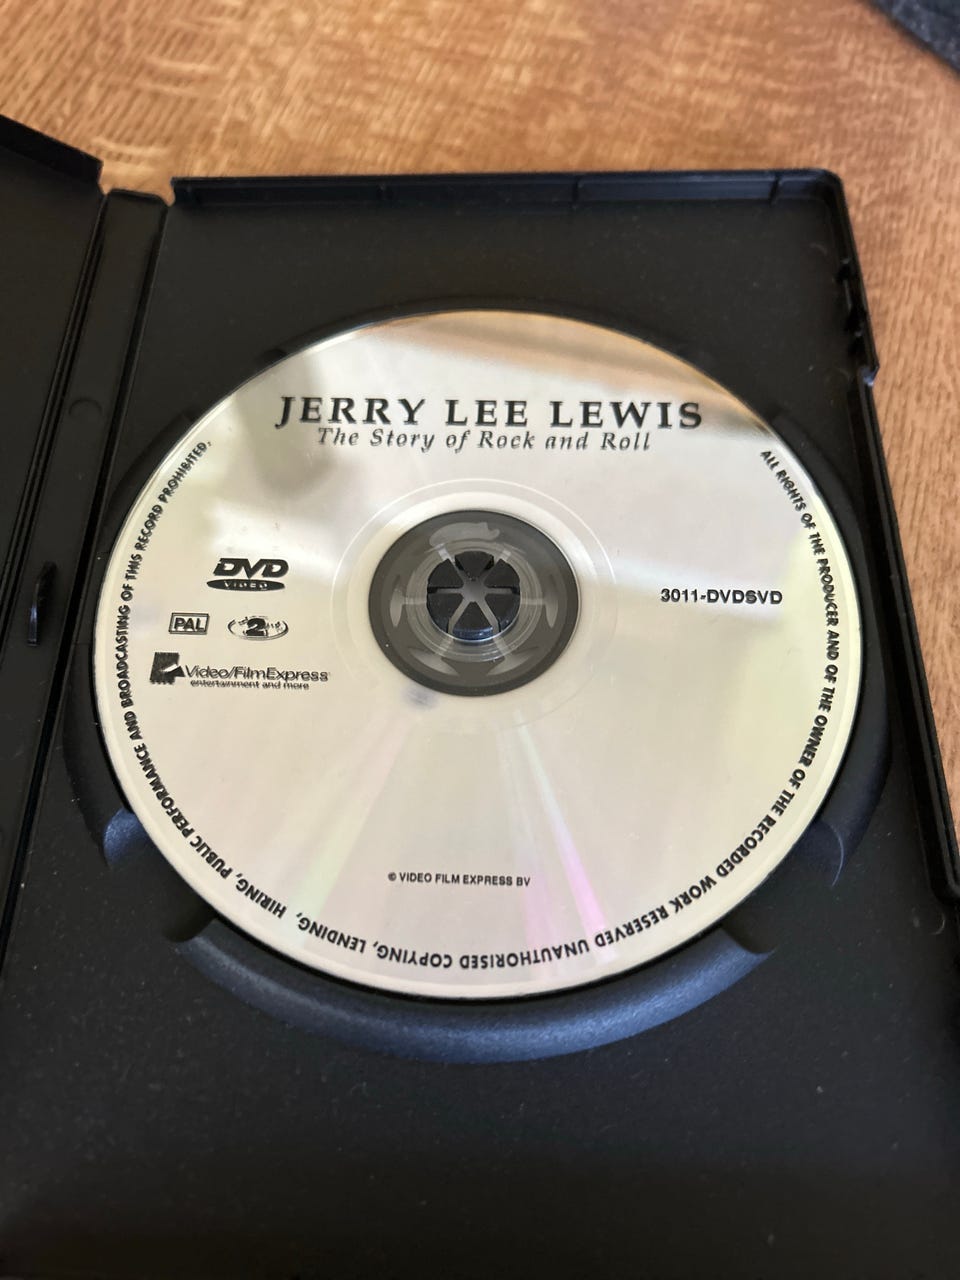 JERRY LEE LEWIS
The Story of Rock and Roll
DVD
VIDEO
PAL
2
Video/FilmExpress
entertainment and more
3011-DVDSVD
© VIDEO FILM EXPRESS BV
ALL RIGHTS OF THE PRODUCER AND OF THE OWNER OF THE RECORDED WORK RESERVED UNAUTHORISED COPYING, LENDING, HIRING, PUBLIC PERFORMANCE AND BROADCASTING OF THIS RECORD PROHIBITED.